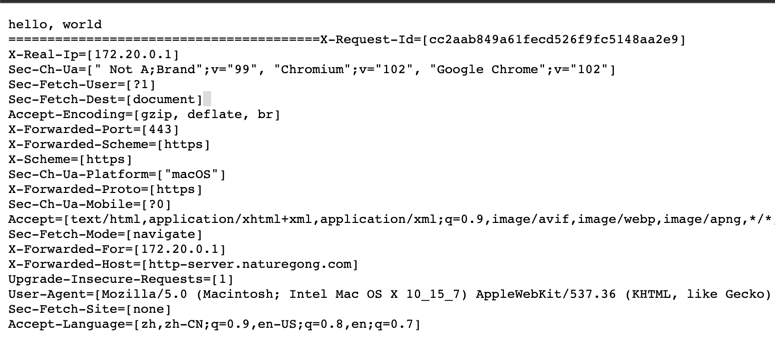 hello, world
========================================X-Request-Id=[cc2aab849a61fecd526f9fc5148aa2e9]
X-Real-Ip=[172.20.0.1]
Sec-Ch-Ua=[" Not A;Brand";v="99", "Chromium";v="102", "Google Chrome";v="102"]
Sec-Fetch-User=[?1]
Sec-Fetch-Dest=[document]
Accept-Encoding=[gzip, deflate, br]
X-Forwarded-Port=[443]
X-Forwarded-Scheme=[https]
X-Scheme=[https]
Sec-Ch-Ua-Platform=["macOS"]
X-Forwarded-Proto=[https]
Sec-Ch-Ua-Mobile=[?0]
Accept=[text/html,application/xhtml+xml,application/xml;q=0.9,image/avif,image/webp,image/apng,*/*
Sec-Fetch-Mode=[navigate]
X-Forwarded-For=[172.20.0.1]
X-Forwarded-Host=[http-server.naturegong.com]
Upgrade-Insecure-Requests=[1]
User-Agent=[Mozilla/5.0 (Macintosh; Intel Mac OS X 10_15_7) AppleWebKit/537.36 (KHTML, like Gecko)
Sec-Fetch-Site=[none]
Accept-Language=[zh,zh-CN;q=0.9,en-US;q=0.8,en;q=0.7]